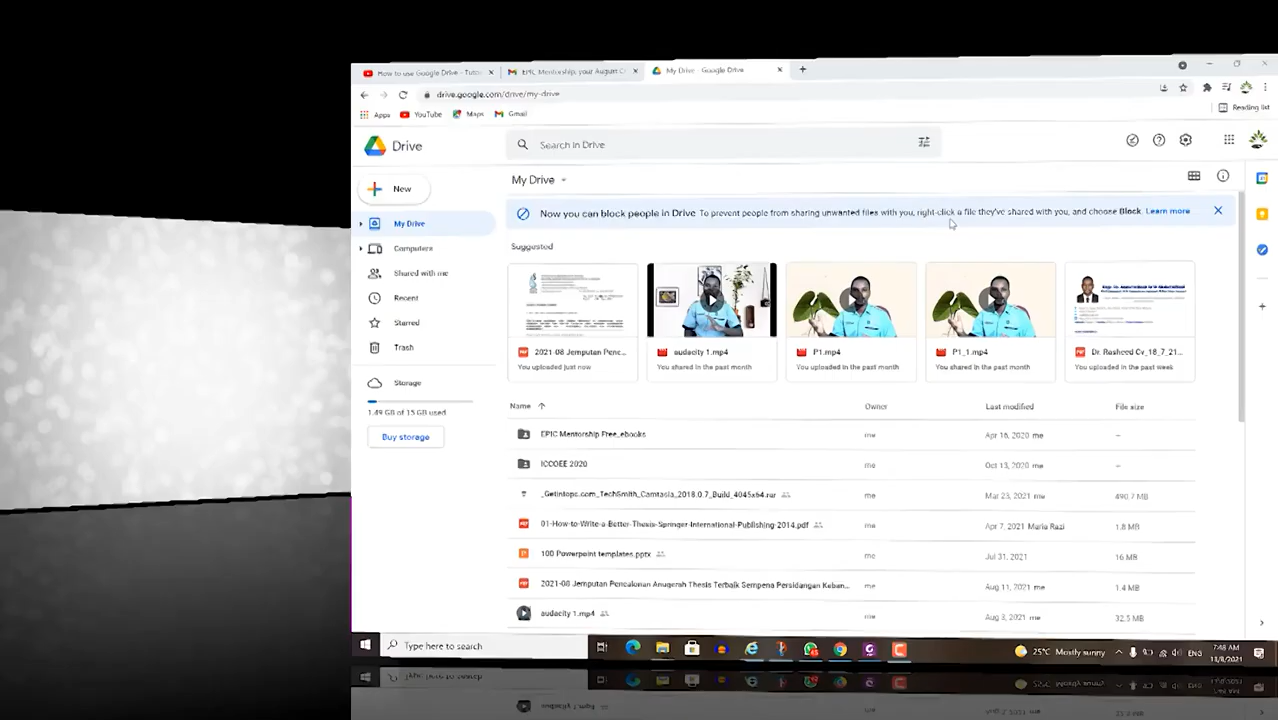 How to use Google Drive - Tutor
EPIC Mentorship: your August C
My Drive - Google Drive
drive.google.com/drive/my-drive
Apps YouTube Maps Gmail
Reading list
Drive
Search in Drive
New
My Drive
My Drive
Now you can block people in Drive To prevent people from sharing unwanted files with you, right-click a file they've shared with you, and choose Block. Learn more
Computers
Shared with me
Recent
Starred
Trash
Storage
1.49 GB of 15 GB used
Buy storage
Suggested
2021-08 Jemputan Penc...
You uploaded just now
audacity 1.mp4
You shared in the past month
P1.mp4
You uploaded in the past month
P1_1.mp4
You shared in the past month
Dr. Rasheed Cv_18_7_21...
You uploaded in the past week
Name Owner Last modified File size
EPIC Mentorship Free_ebooks me Apr 16, 2020 me –
ICCOEE 2020 me Oct 13, 2020 me –
_Getintopc.com_TechSmith_Camtasia_2018.0.7_Build_4045x64.rar me Mar 23, 2021 me 490.7 MB
01-How-to-Write-a-Better-Thesis-Springer-International-Publishing-2014.pdf me Apr 7, 2021 Maria Razi 1.8 MB
100 Powerpoint templates.pptx me Jul 31, 2021 16 MB
2021-08 Jemputan Pencalonan Anugerah Thesis Terbaik Sempena Persidangan Keban... me Aug 11, 2021 me 1.4 MB
audacity 1.mp4 me Aug 3, 2021 me 32.5 MB
Type here to search
25°C Mostly sunny
ENG
7:48 AM
13/8/2021